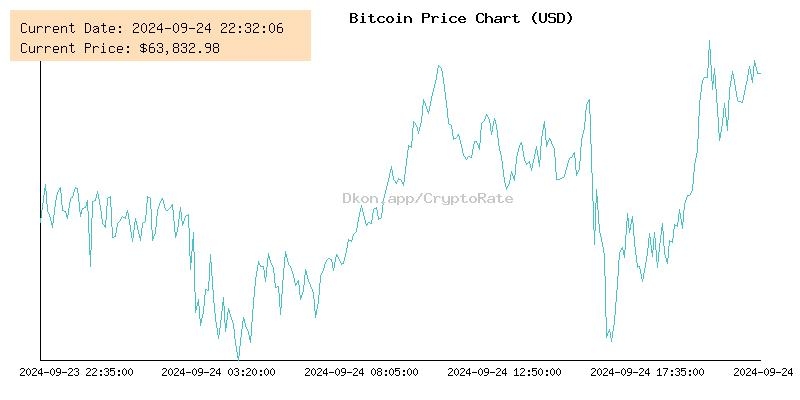 Bitcoin Price Chart (USD)
Current Date: 2024-09-24 22:32:06
Current Price: $63,832.98
Dkon.app/CryptoRate
2024-09-23 22:35:00 2024-09-24 03:20:00 2024-09-24 08:05:00 2024-09-24 12:50:00 2024-09-24 17:35:00 2024-09-24